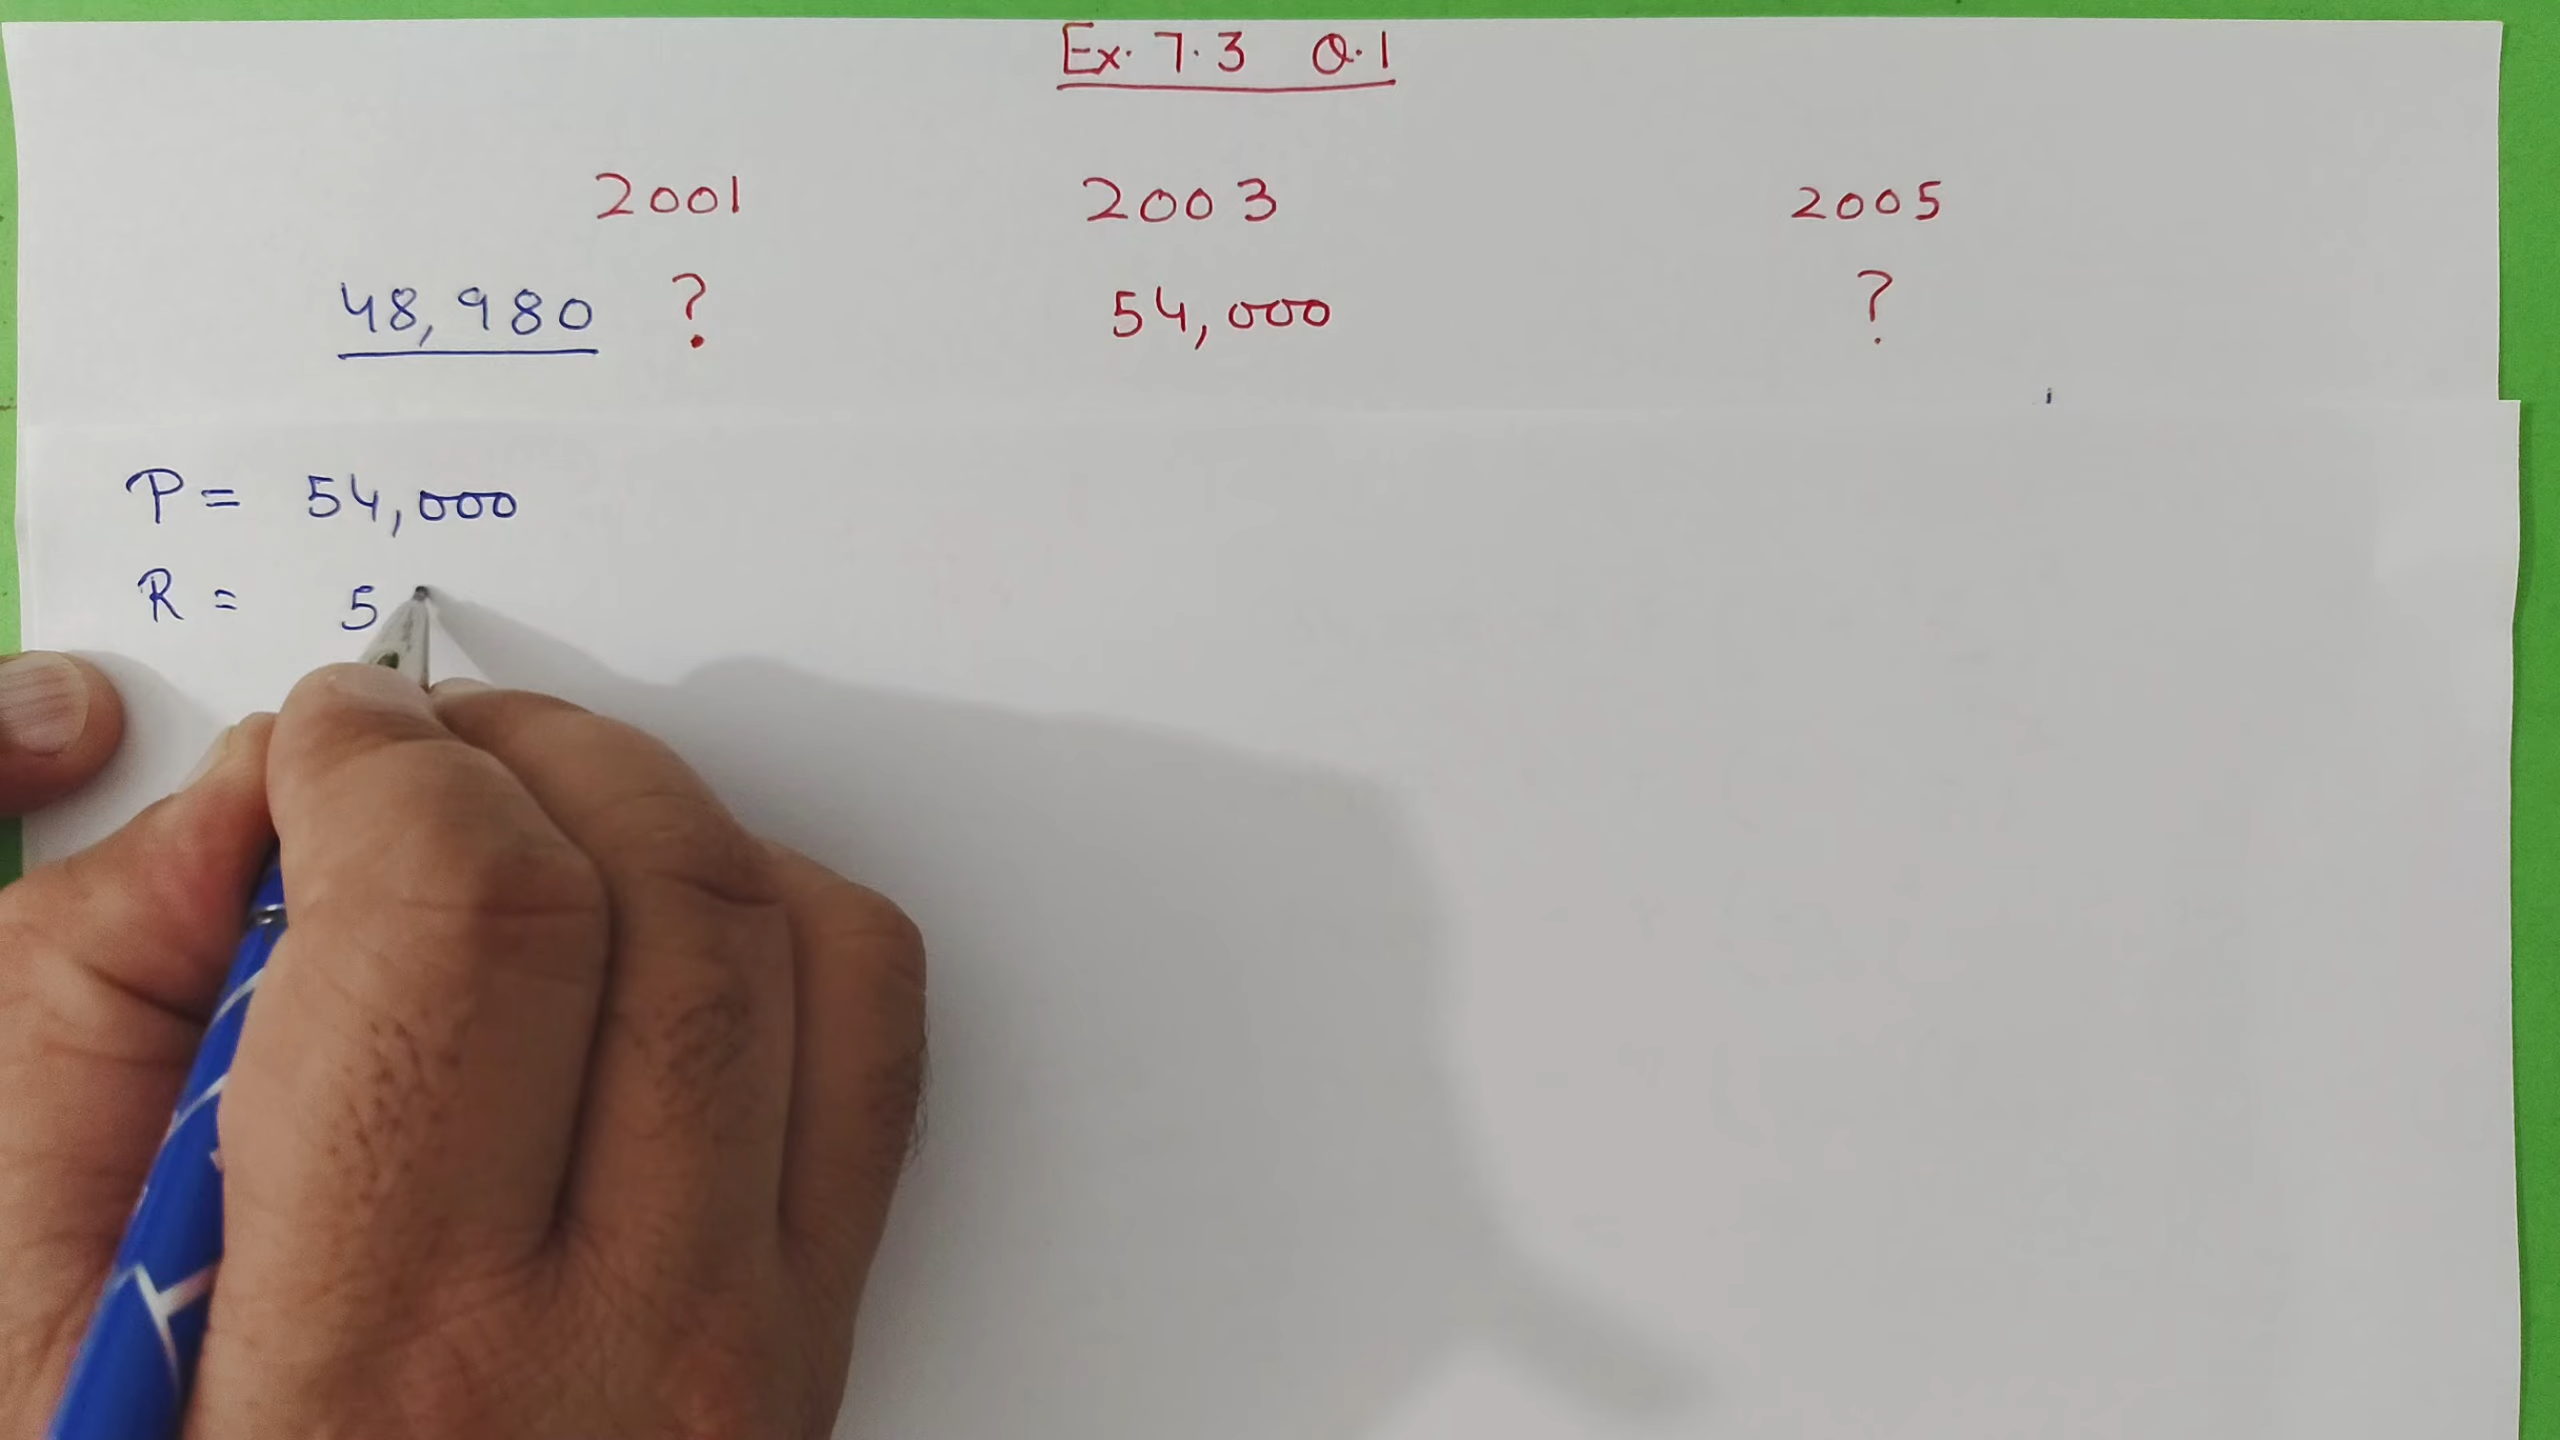 Ex. 7.3 Q.1
2001 2003 2005
48,980 ? 54,000 ?
P = 54,000
R = 5